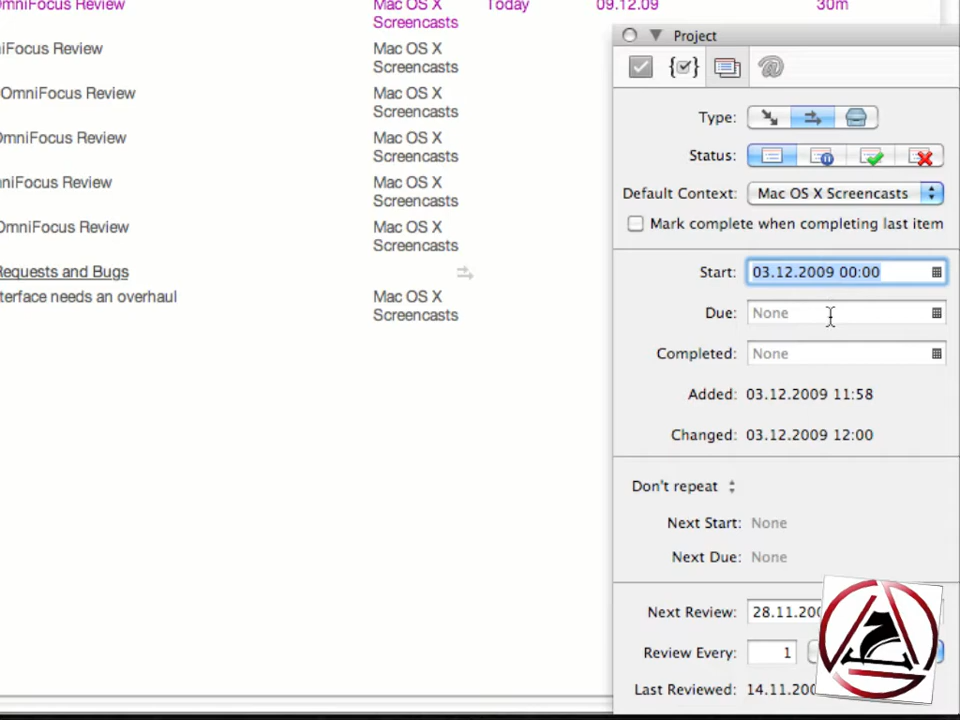 OmniFocus Review
Mac OS X
Screencasts
Today
09.12.09
30m
Mac OS X
Screencasts
OmniFocus Review
Mac OS X
Screencasts
OmniFocus Review
Mac OS X
Screencasts
Mac OS X
Screencasts
OmniFocus Review
Mac OS X
Screencasts
Requests and Bugs
terface needs an overhaul
Mac OS X
Screencasts
Project
Type:
Status:
Default Context: Mac OS X Screencasts
Mark complete when completing last item
Start: 03.12.2009 00:00
Due: None
Completed: None
Added: 03.12.2009 11:58
Changed: 03.12.2009 12:00
Don't repeat
Next Start: None
Next Due: None
Next Review: 28.11.200
Review Every: 1
Last Reviewed: 14.11.200